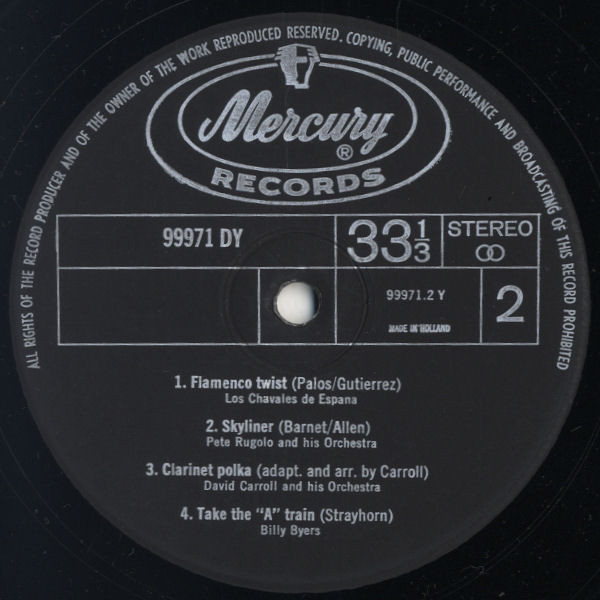 ALL RIGHTS OF THE RECORD PRODUCER AND OF THE OWNER OF THE WORK REPRODUCED RESERVED. COPYING, PUBLIC PERFORMANCE AND BROADCASTING OF THIS RECORD PROHIBITED
Mercury ®
RECORDS
99971 DY
33 1/3
STEREO
99971.2 Y
MADE IN HOLLAND
2
1. Flamenco twist (Palos/Gutierrez)
Los Chavales de Espana
2. Skyliner (Barnet/Allen)
Pete Rugolo and his Orchestra
3. Clarinet polka (adapt. and arr. by Carroll)
David Carroll and his Orchestra
4. Take the "A" train (Strayhorn)
Billy Byers